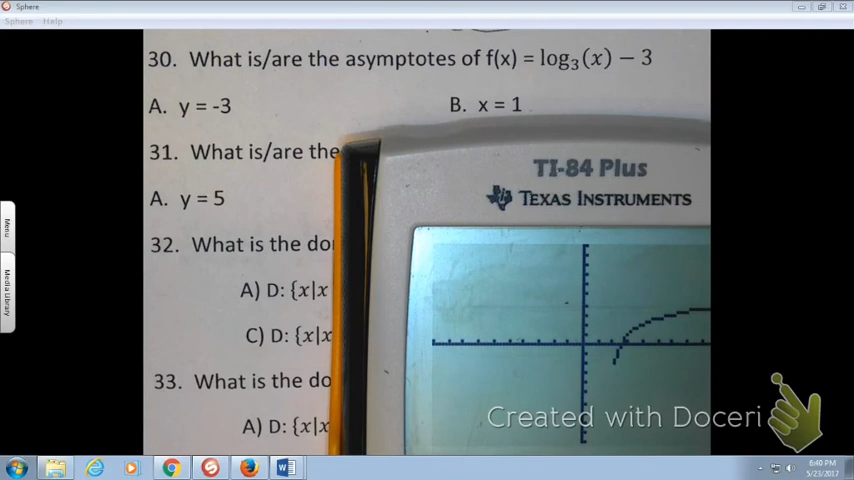 Sphere
Sphere Help
30. What is/are the asymptotes of f(x) = log₃(x) − 3
A. y = -3
B. x = 1
31. What is/are the
A. y = 5
32. What is the do
A) D: {x|x
C) D: {x|x
33. What is the do
A) D: {x|x
TI-84 Plus
TEXAS INSTRUMENTS
Menu
Media Library
Created with Doceri
6:40 PM
5/23/2017